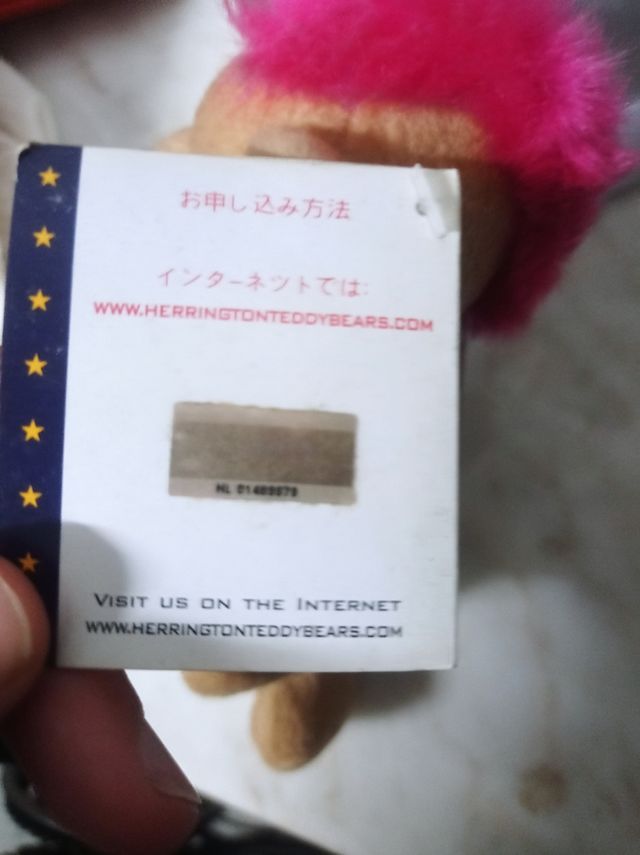 お申し込み方法
インターネットでは:
WWW.HERRINGTONTEDDYBEARS.COM
VISIT US ON THE INTERNET
WWW.HERRINGTONTEDDYBEARS.COM